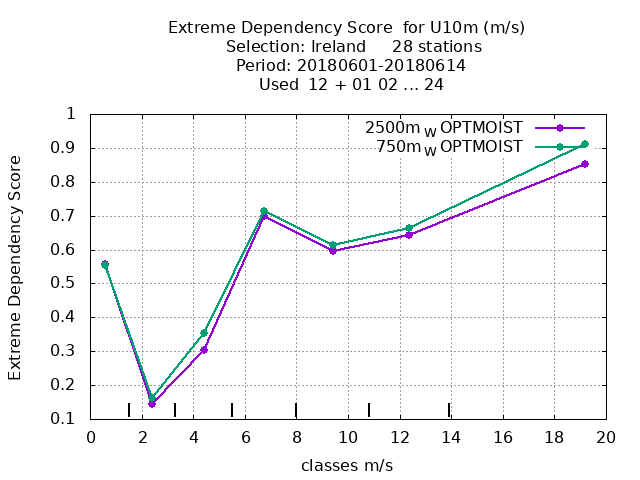 Extreme Dependency Score  for U10m (m/s)
Selection: Ireland     28 stations
Period: 20180601-20180614
Used  12 + 01 02 ... 24
Extreme Dependency Score
1
0.9
0.8
0.7
0.6
0.5
0.4
0.3
0.2
0.1
2500m W OPTMOIST
750m W OPTMOIST
0 2 4 6 8 10 12 14 16 18 20
classes m/s